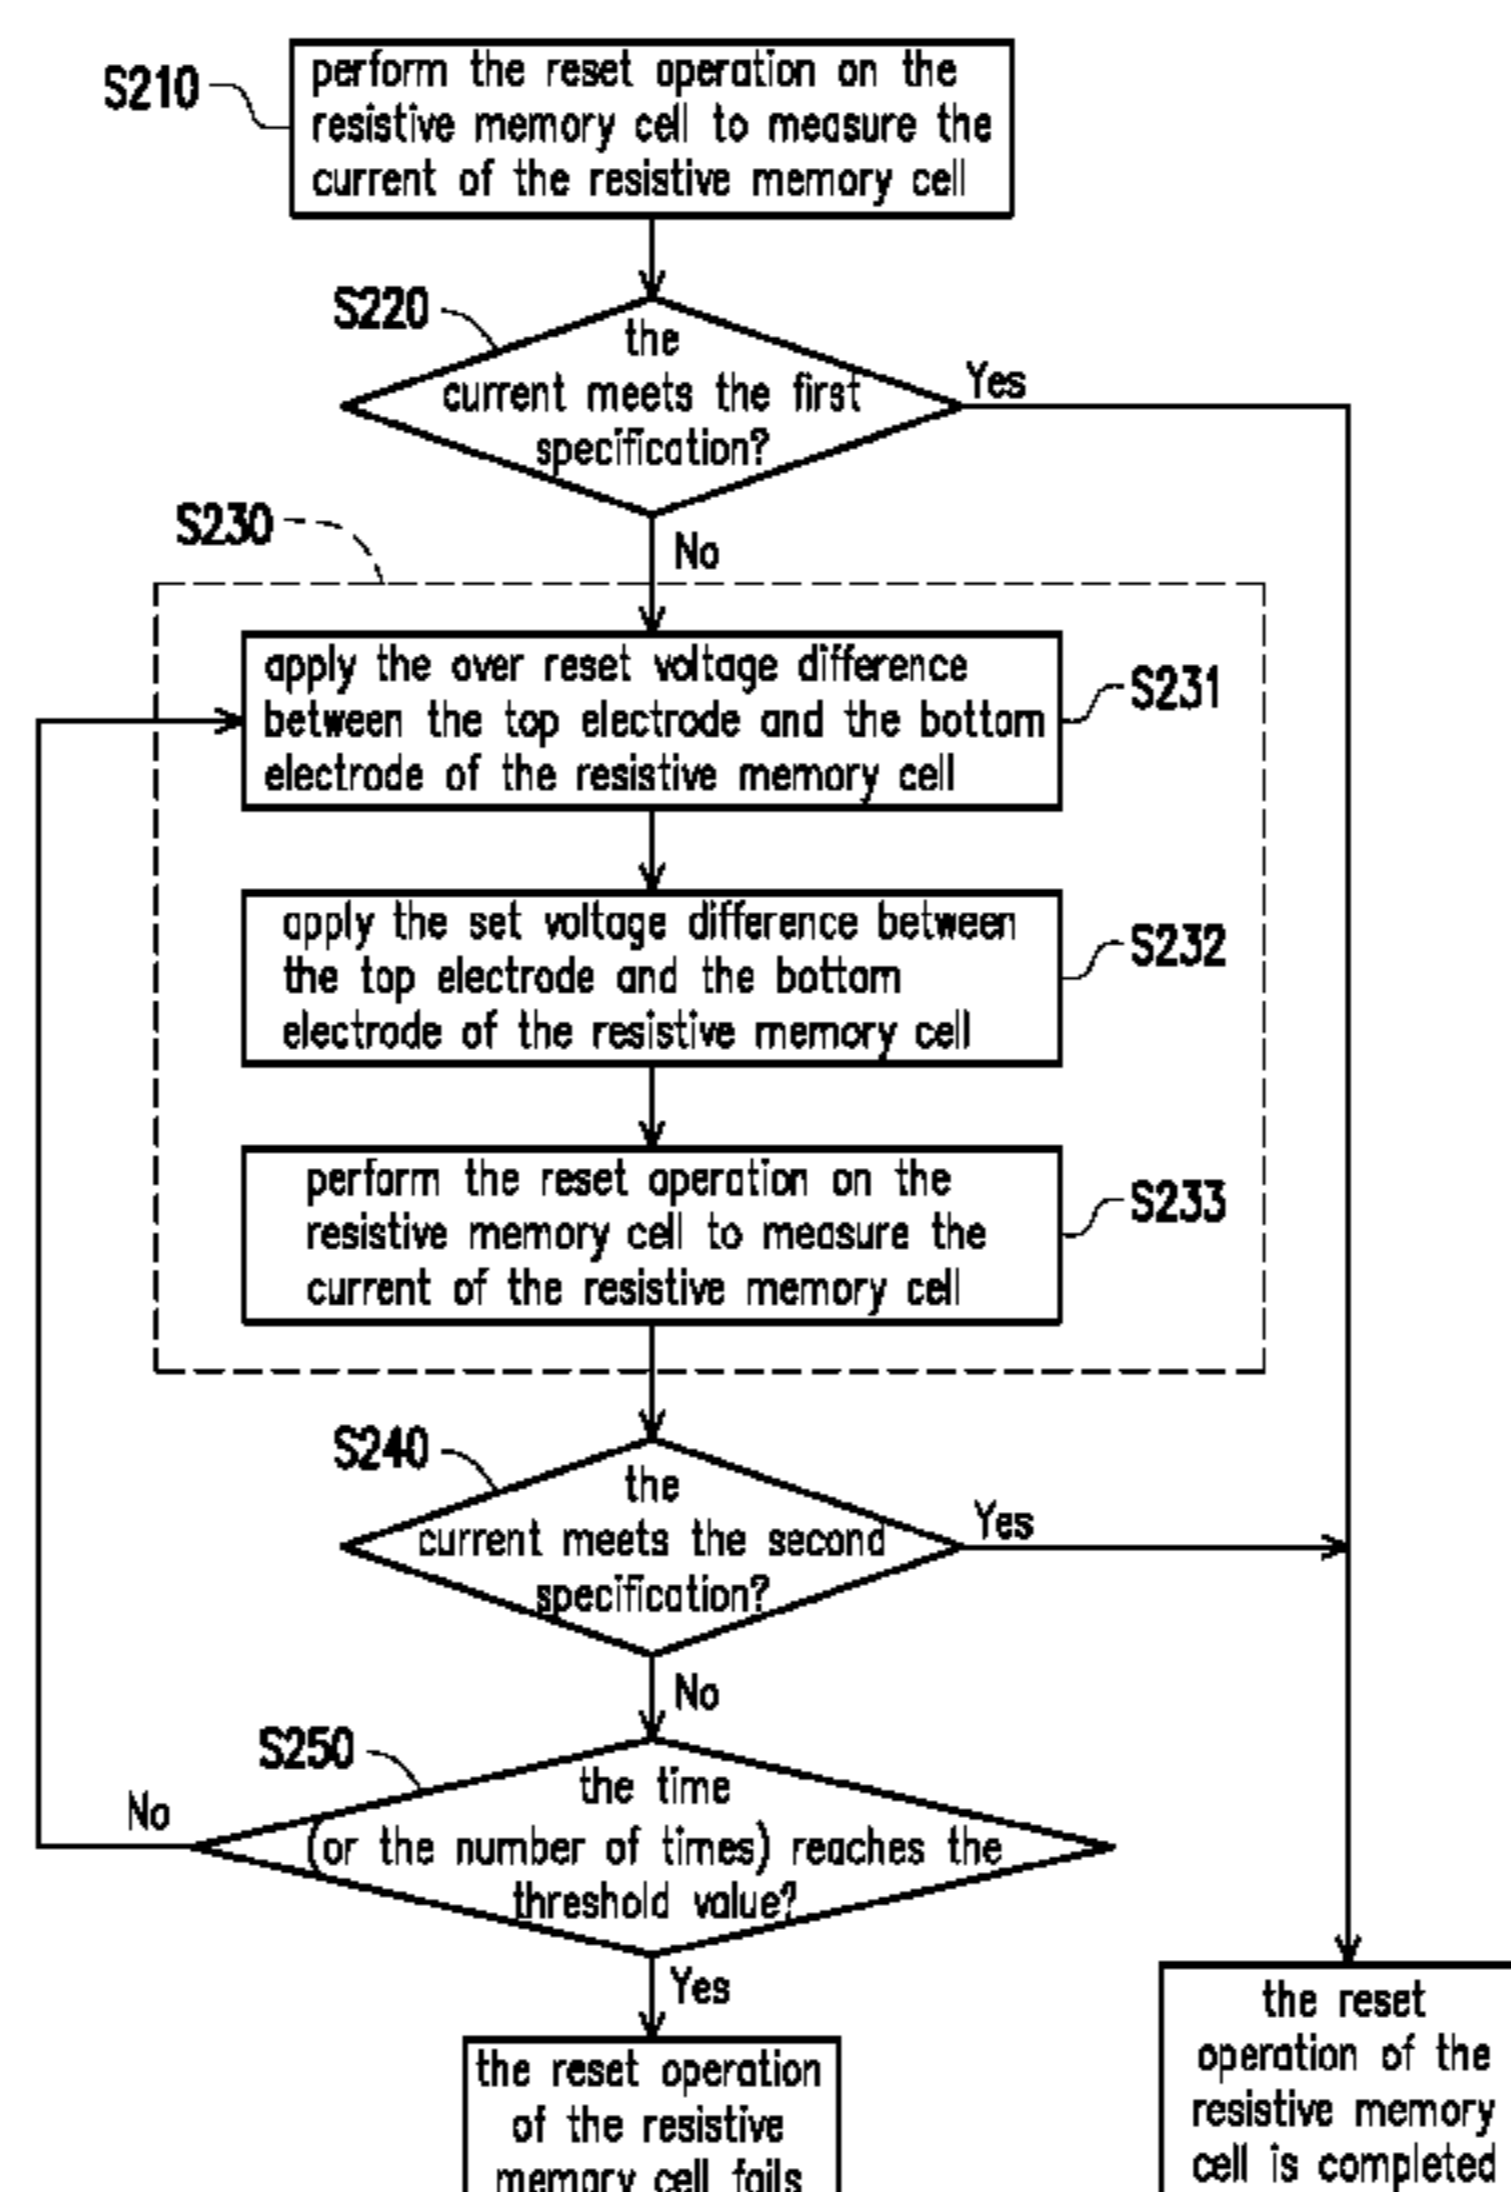 S210
perform the reset operation on the
resistive memory cell to measure the
current of the resistive memory cell
S220
the
current meets the first
specification?
Yes
No
S230
apply the over reset voltage difference
between the top electrode and the bottom
electrode of the resistive memory cell
S231
apply the set voltage difference between
the top electrode and the bottom
electrode of the resistive memory cell
S232
perform the reset operation on the
resistive memory cell to measure the
current of the resistive memory cell
S233
S240
the
current meets the second
specification?
Yes
No
S250
the time
(or the number of times) reaches the
threshold value?
No
Yes
the reset operation
of the resistive
memory cell fails
the reset
operation of the
resistive memory
cell is completed